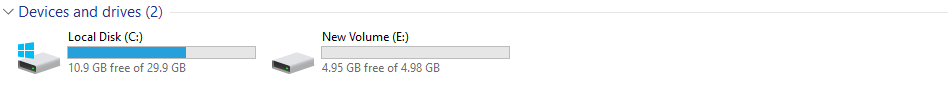 Devices and drives (2)
Local Disk (C:)
10.9 GB free of 29.9 GB
New Volume (E:)
4.95 GB free of 4.98 GB